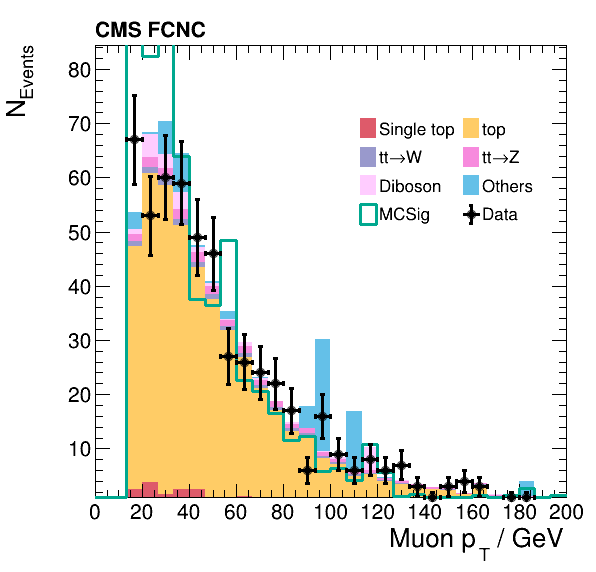 CMS FCNC
N_Events
80
70
60
50
40
30
20
10
Single top
top
tt→W
tt→Z
Diboson
Others
MCSig
Data
0 20 40 60 80 100 120 140 160 180 200
Muon p_T / GeV